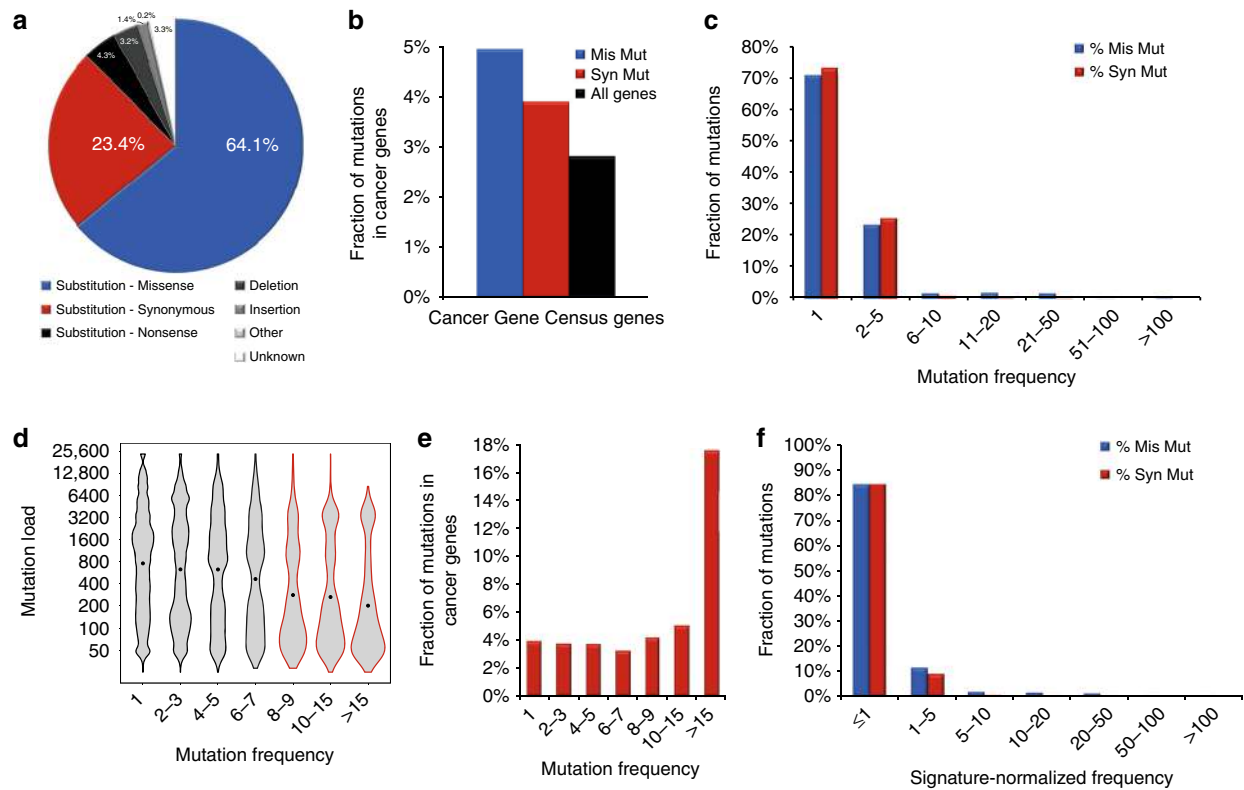 a
1.4%
0.2%
3.3%
3.2%
4.3%
23.4%
64.1%
Substitution - Missense
Substitution - Synonymous
Substitution - Nonsense
Deletion
Insertion
Other
Unknown
b
Fraction of mutations
in cancer genes
5%
4%
3%
2%
1%
0%
Mis Mut
Syn Mut
All genes
Cancer Gene Census genes
c
Fraction of mutations
80%
70%
60%
50%
40%
30%
20%
10%
0%
% Mis Mut
% Syn Mut
1
2–5
6–10
11–20
21–50
51–100
>100
Mutation frequency
d
Mutation load
25,600
12,800
6400
3200
1600
800
400
200
100
50
1
2–3
4–5
6–7
8–9
10–15
>15
Mutation frequency
e
Fraction of mutations in
cancer genes
18%
16%
14%
12%
10%
8%
6%
4%
2%
0%
1
2–3
4–5
6–7
8–9
10–15
>15
Mutation frequency
f
Fraction of mutations
100%
90%
80%
70%
60%
50%
40%
30%
20%
10%
0%
% Mis Mut
% Syn Mut
≤1
1–5
5–10
10–20
20–50
50–100
>100
Signature-normalized frequency